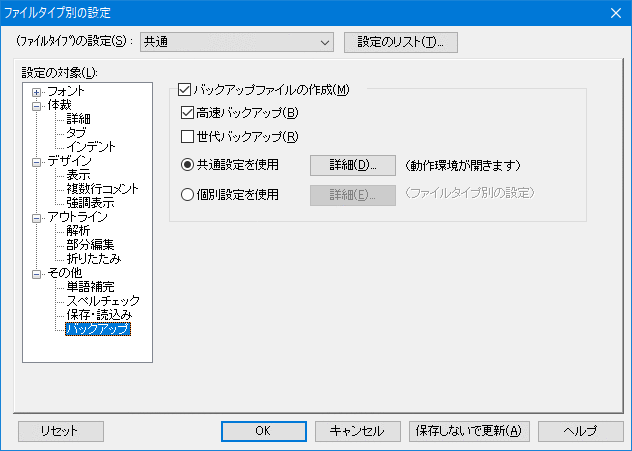 ファイルタイプ別の設定
(ﾌｧｲﾙﾀｲﾌﾟ)の設定(S)： 共通 設定のリスト(T)...
設定の対象(L):
フォント
体裁
詳細
タブ
インデント
デザイン
表示
複数行コメント
強調表示
アウトライン
解析
部分編集
折りたたみ
その他
単語補完
スペルチェック
保存・読込み
バックアップ
バックアップファイルの作成(M)
高速バックアップ(B)
世代バックアップ(R)
共通設定を使用 詳細(D)... (動作環境が開きます)
個別設定を使用 詳細(E)... (ファイルタイプ別の設定)
リセット OK キャンセル 保存しないで更新(A) ヘルプ